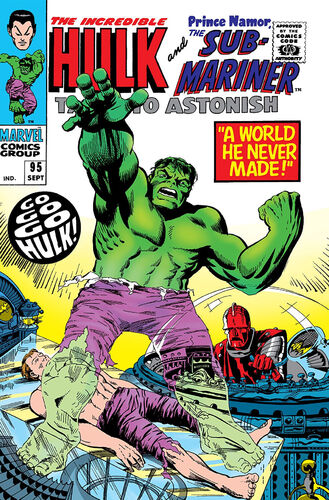 THE INCREDIBLE
HULK
and
Prince Namor,
THE SUB-
MARINER
TALES TO ASTONISH
APPROVED
BY THE
COMICS
CODE
AUTHORITY
MARVEL
COMICS
GROUP
95
IND.
SEPT
"A WORLD
HE NEVER
MADE!"
GO
GO
GO
GO
HULK!